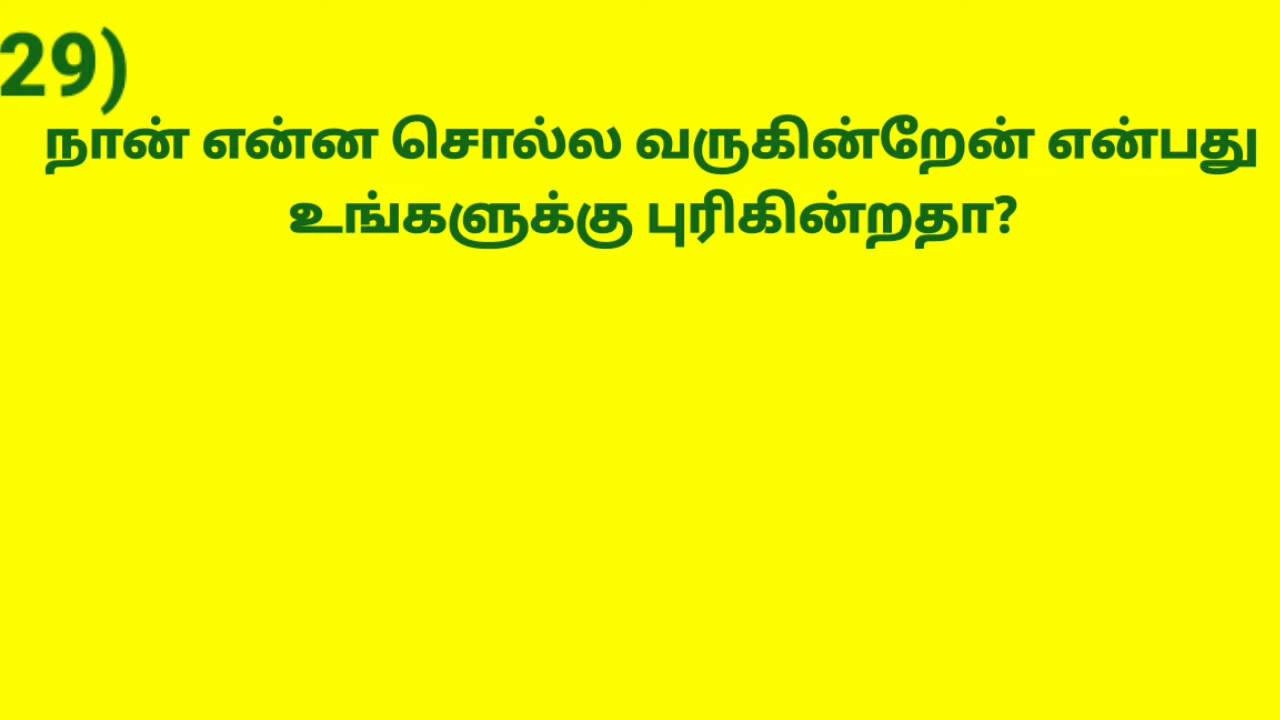 29)
நான் என்ன சொல்ல வருகின்றேன் என்பது
உங்களுக்கு புரிகின்றதா?